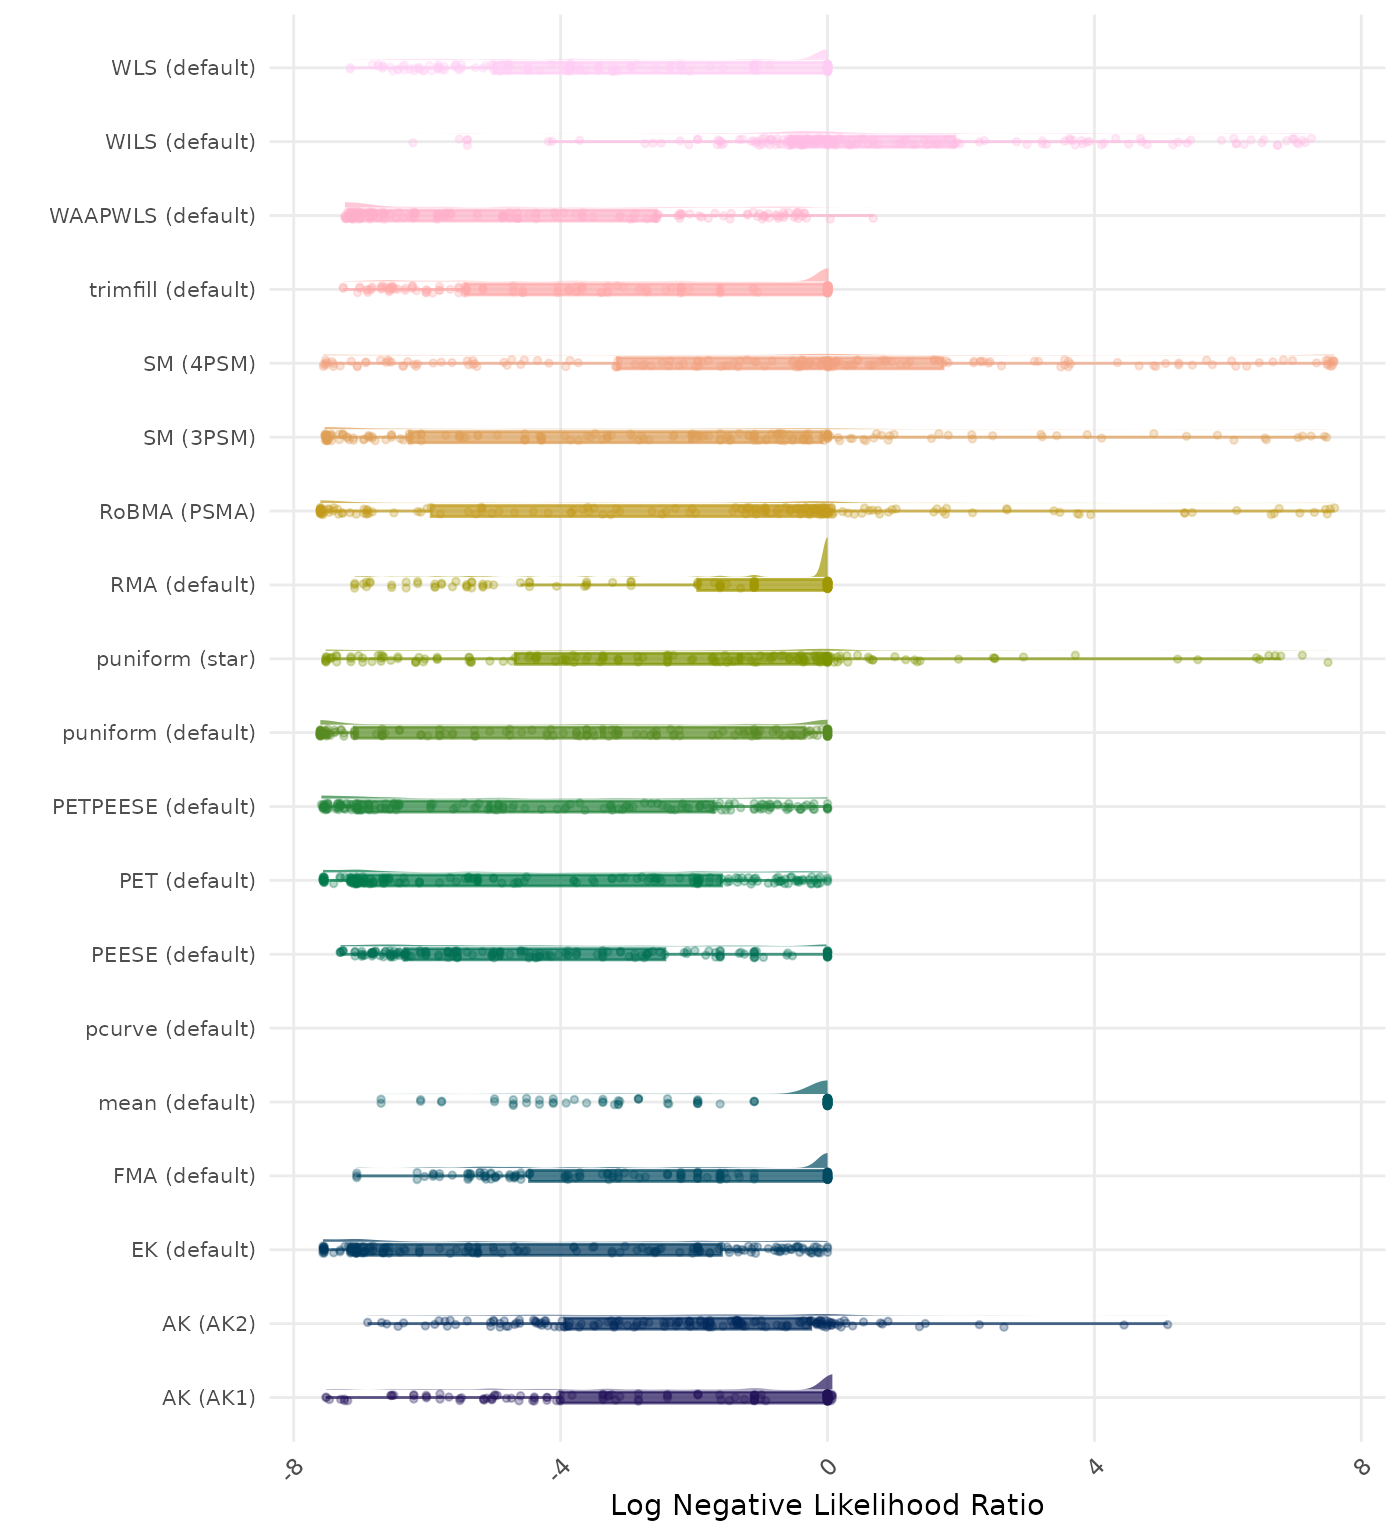 WLS (default)
WILS (default)
WAAPWLS (default)
trimfill (default)
SM (4PSM)
SM (3PSM)
RoBMA (PSMA)
RMA (default)
puniform (star)
puniform (default)
PETPEESE (default)
PET (default)
PEESE (default)
pcurve (default)
mean (default)
FMA (default)
EK (default)
AK (AK2)
AK (AK1)
-8 -4 0 4 8
Log Negative Likelihood Ratio